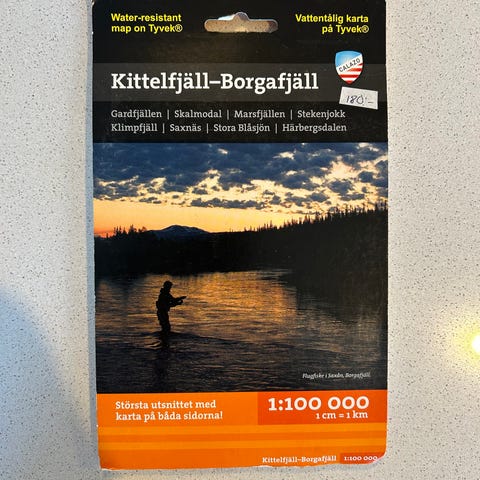 Water-resistant
map on Tyvek®
Vattentålig karta
på Tyvek®
CALAZO
Kittelfjäll–Borgafjäll
180:-
Gardfjällen | Skalmodal | Marsfjällen | Stekenjokk
Klimpfjäll | Saxnäs | Stora Blåsjön | Härbergsdalen
Flugfiske i Saxån, Borgafjäll.
Största utsnittet med
karta på båda sidorna!
1:100 000
1 cm = 1 km
Kittelfjäll–Borgafjäll 1:100 000